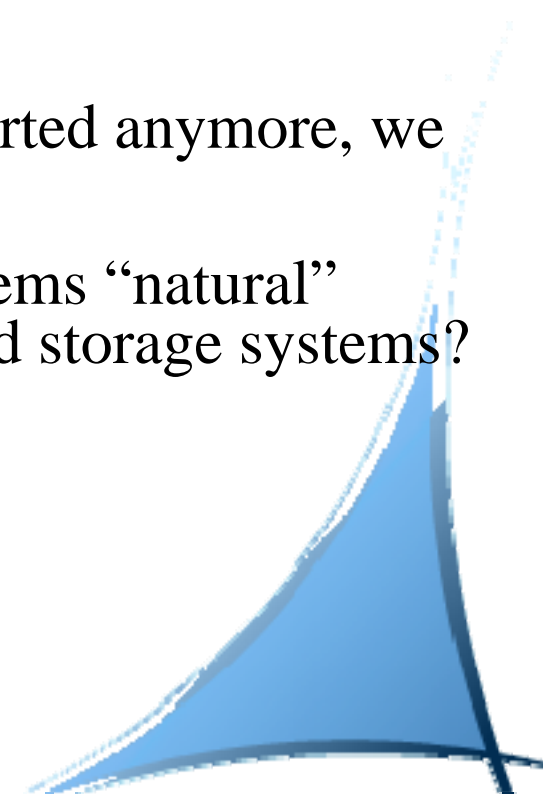 rted anymore, we
ems “natural”
d storage systems?